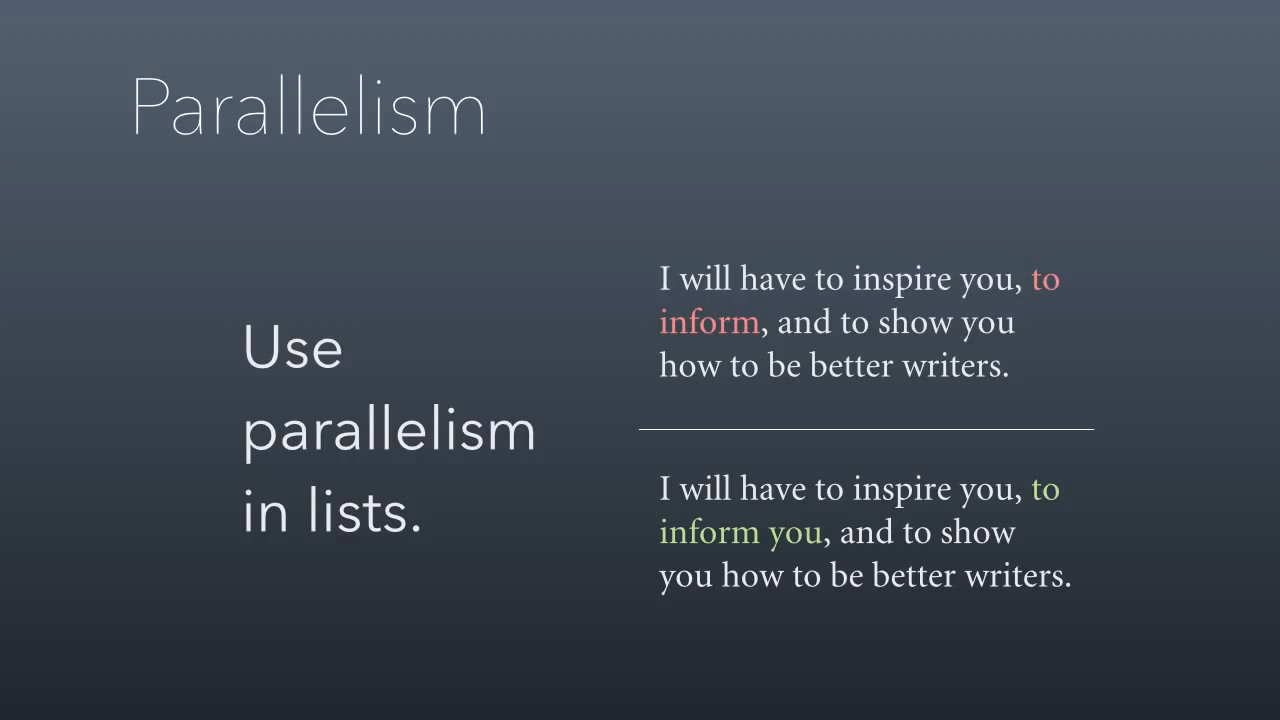 Parallelism
Use
parallelism
in lists.
I will have to inspire you, to
inform, and to show you
how to be better writers.
I will have to inspire you, to
inform you, and to show
you how to be better writers.